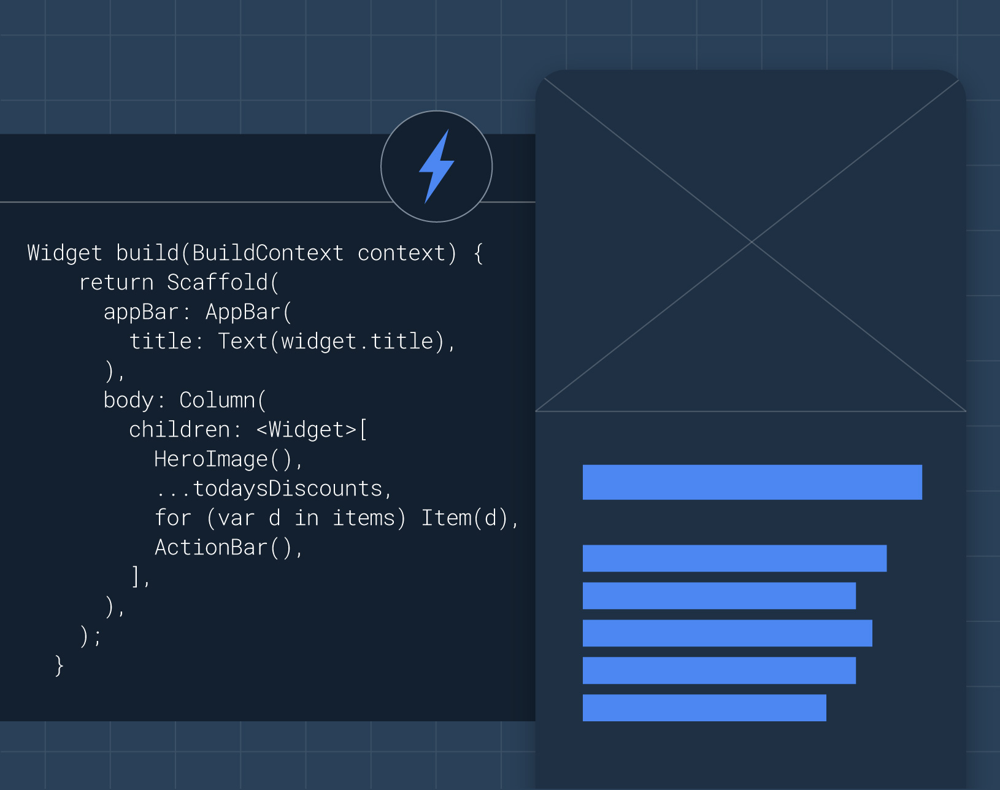 Widget build(BuildContext context) {
    return Scaffold(
      appBar: AppBar(
        title: Text(widget.title),
      ),
      body: Column(
        children: <Widget>[
          HeroImage(),
          ...todaysDiscounts,
          for (var d in items) Item(d),
          ActionBar(),
        ],
      ),
    );
  }